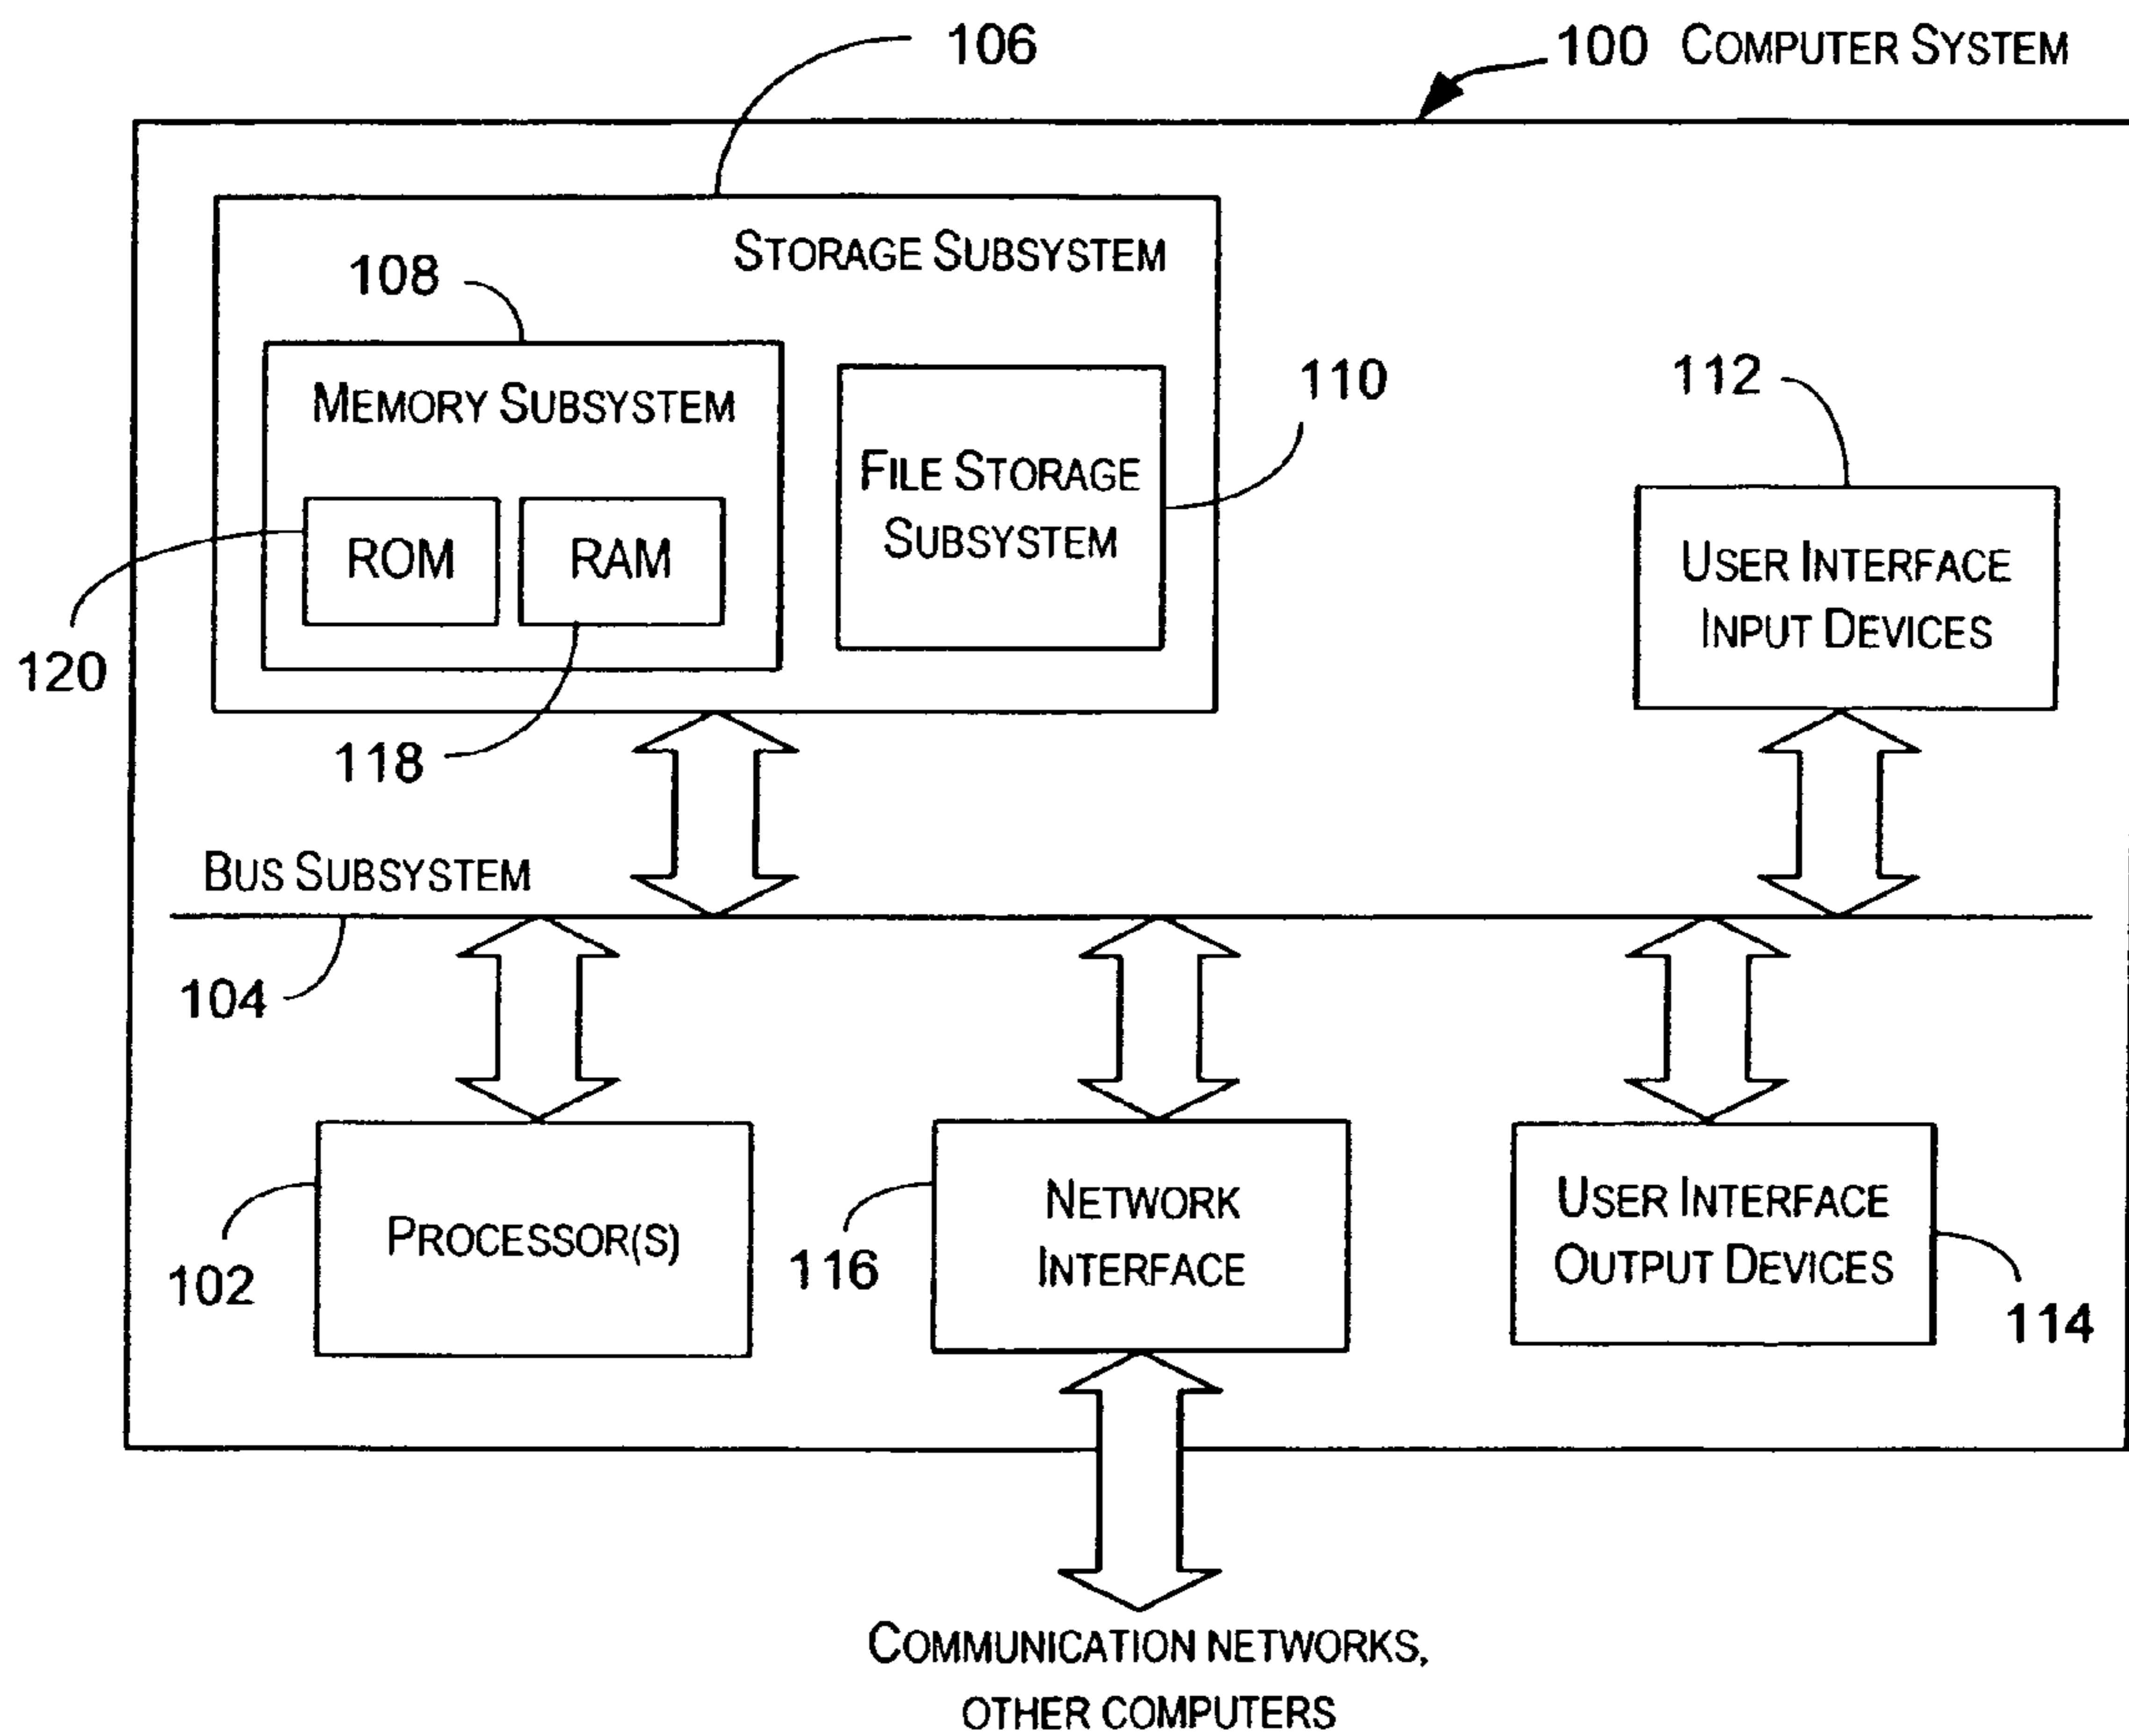 106
100 COMPUTER SYSTEM
STORAGE SUBSYSTEM
108
MEMORY SUBSYSTEM
110
112
FILE STORAGE
SUBSYSTEM
ROM
RAM
USER INTERFACE
INPUT DEVICES
120
118
BUS SUBSYSTEM
104
PROCESSOR(S)
102
NETWORK
INTERFACE
116
USER INTERFACE
OUTPUT DEVICES
114
COMMUNICATION NETWORKS,
OTHER COMPUTERS